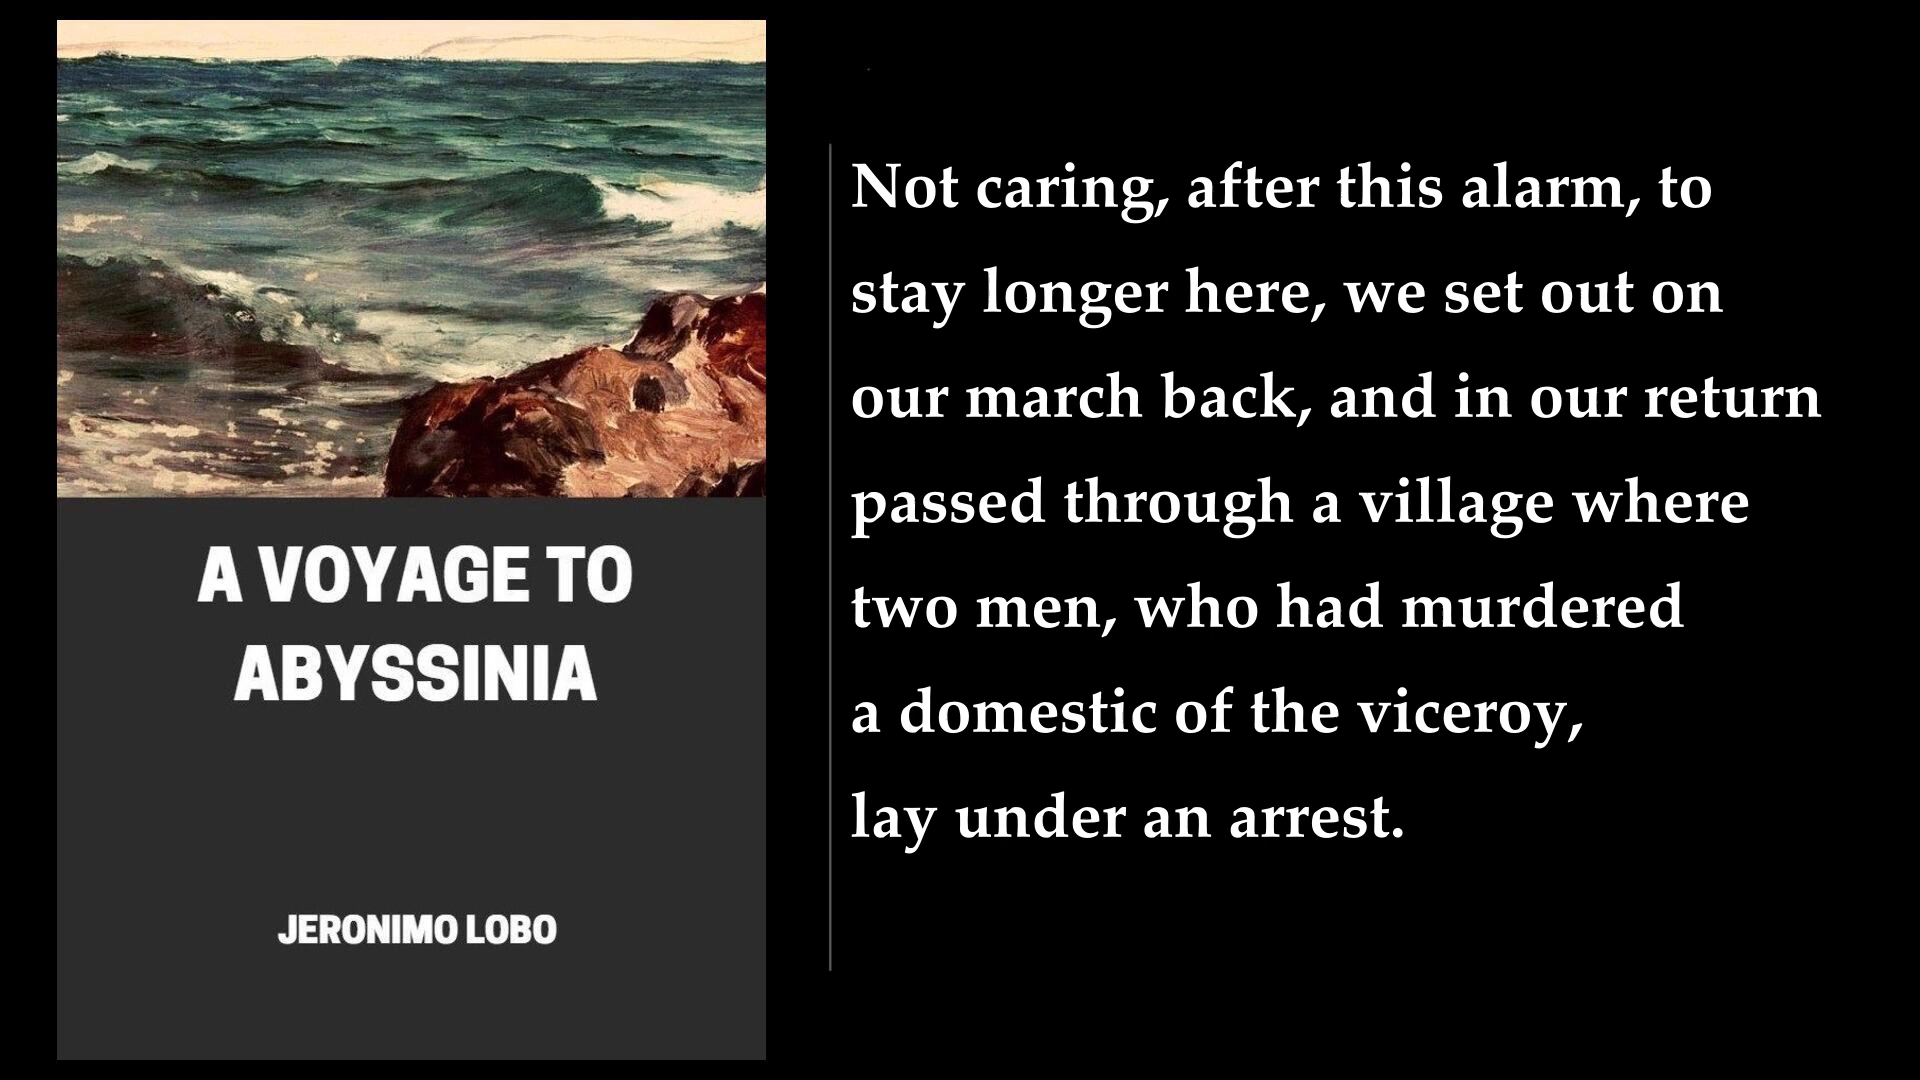 A VOYAGE TO
ABYSSINIA
JERONIMO LOBO
Not caring, after this alarm, to
stay longer here, we set out on
our march back, and in our return
passed through a village where
two men, who had murdered
a domestic of the viceroy,
lay under an arrest.